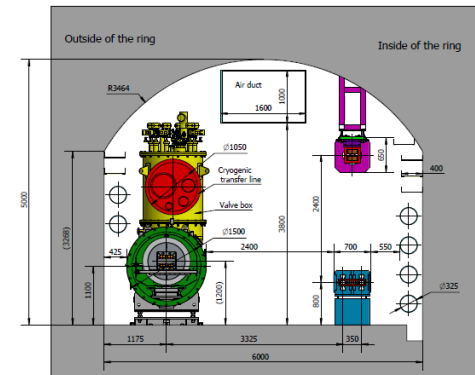 Outside of the ring
Inside of the ring
Air duct
1600
1000
R3464
Ø1050
650
Cryogenic
transfer line
400
5000
(3268)
Valve box
3800
2400
Ø1500
425
2400
700
550
1100
(1200)
800
Ø325
1175
3325
350
6000